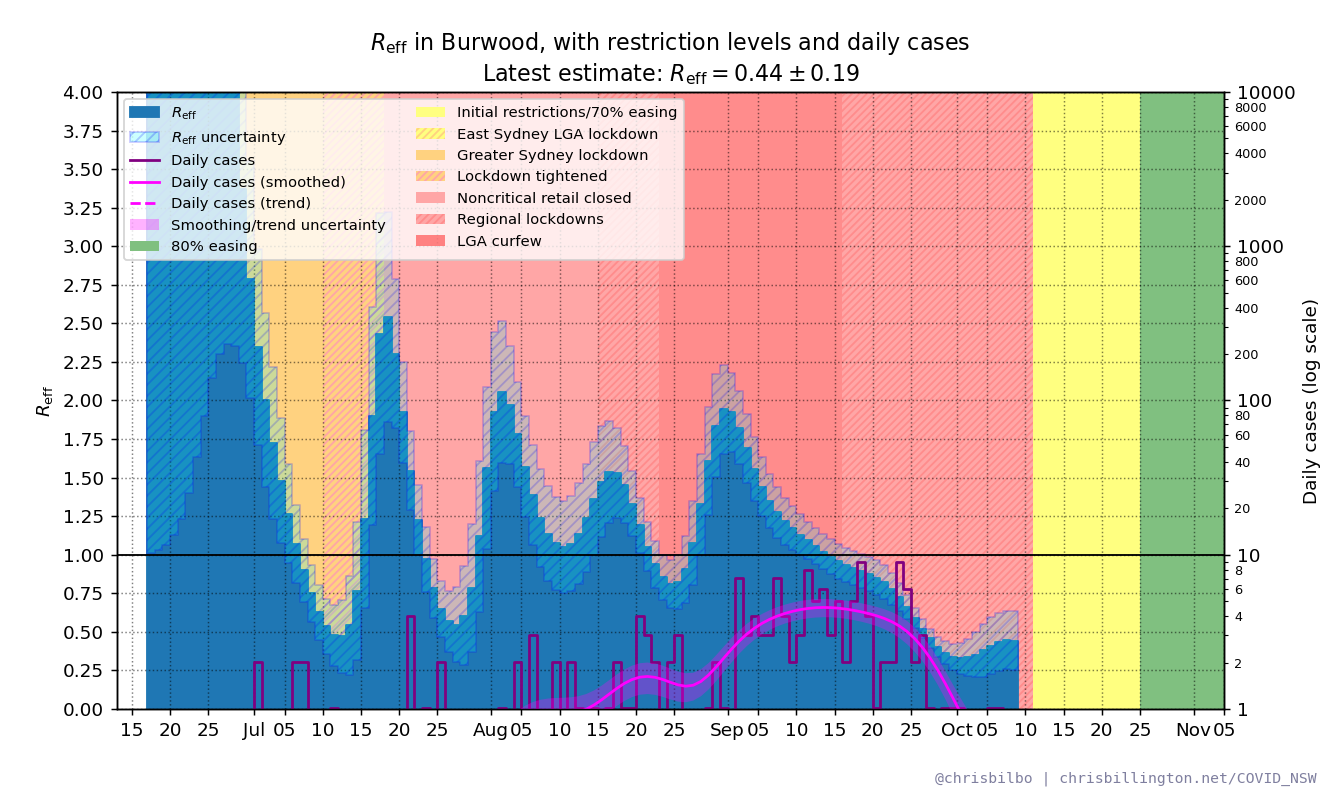 R_eff in Burwood, with restriction levels and daily cases
Latest estimate: R_eff = 0.44 ± 0.19
4.00
3.75
3.50
3.25
3.00
2.75
2.50
2.25
2.00
1.75
1.50
1.25
1.00
0.75
0.50
0.25
0.00
R_eff
R_eff
R_eff uncertainty
Daily cases
Daily cases (smoothed)
Daily cases (trend)
Smoothing/trend uncertainty
80% easing
Initial restrictions/70% easing
East Sydney LGA lockdown
Greater Sydney lockdown
Lockdown tightened
Noncritical retail closed
Regional lockdowns
LGA curfew
10000
8000
6000
4000
2000
1000
800
600
400
200
100
80
60
40
20
10
8
6
4
2
1
Daily cases (log scale)
15 20 25 Jul 05 10 15 20 25 Aug 05 10 15 20 25 Sep 05 10 15 20 25 Oct 05 10 15 20 25 Nov 05
@chrisbilbo | chrisbillington.net/COVID_NSW